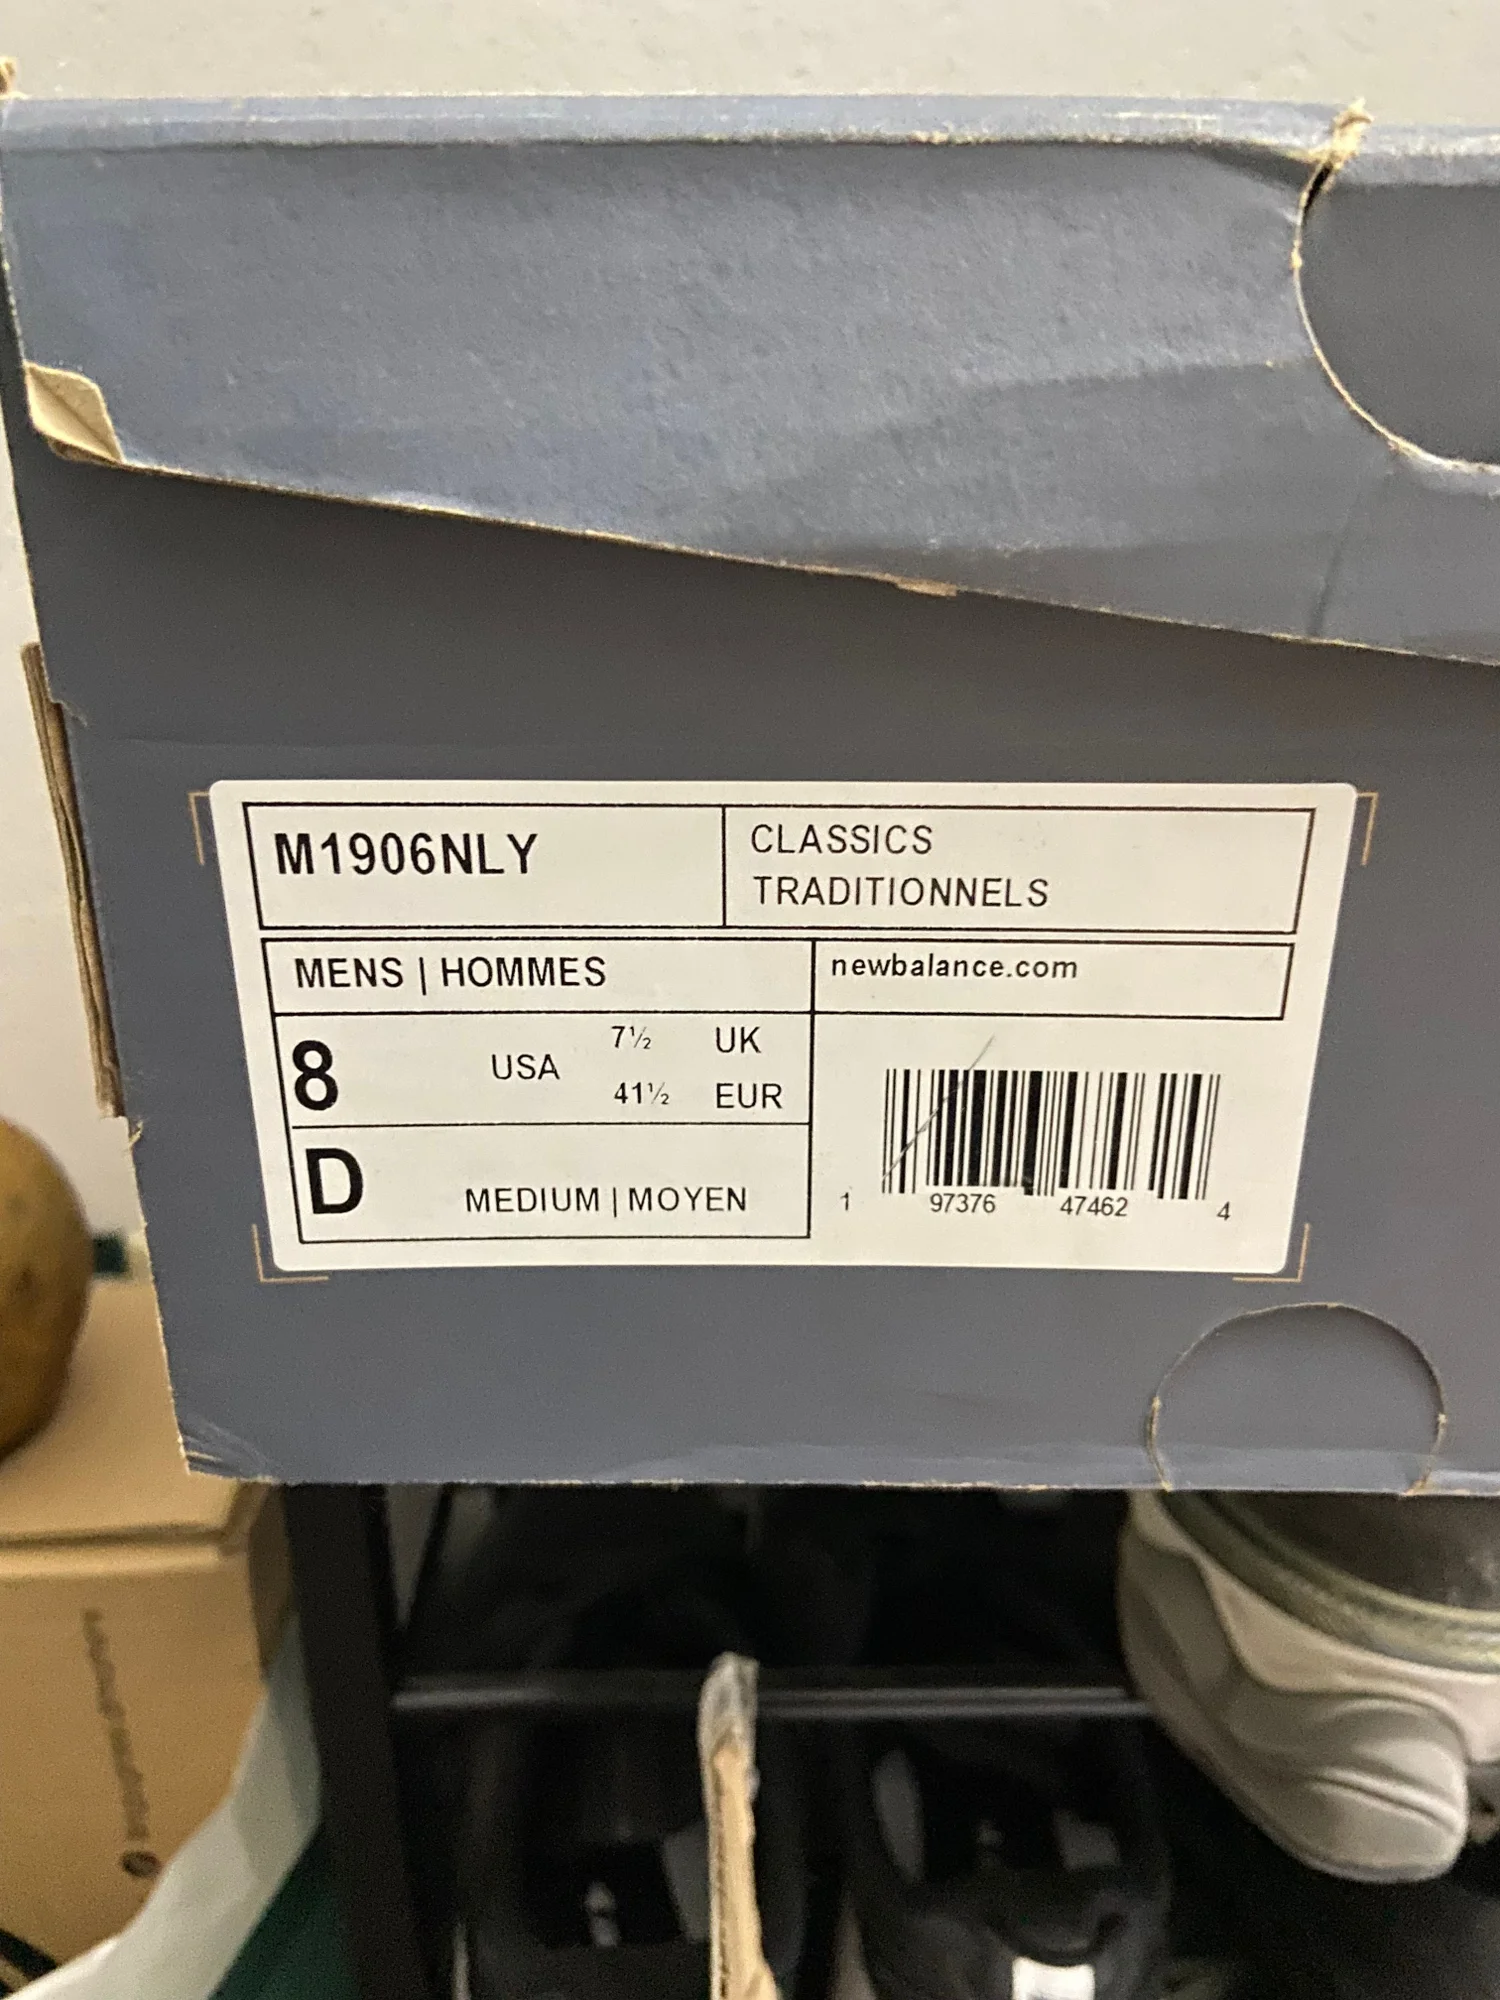 M1906NLY
CLASSICS
TRADITIONNELS
MENS | HOMMES
newbalance.com
8 USA 7½ UK
41½ EUR
D MEDIUM | MOYEN
1 97376 47462 4